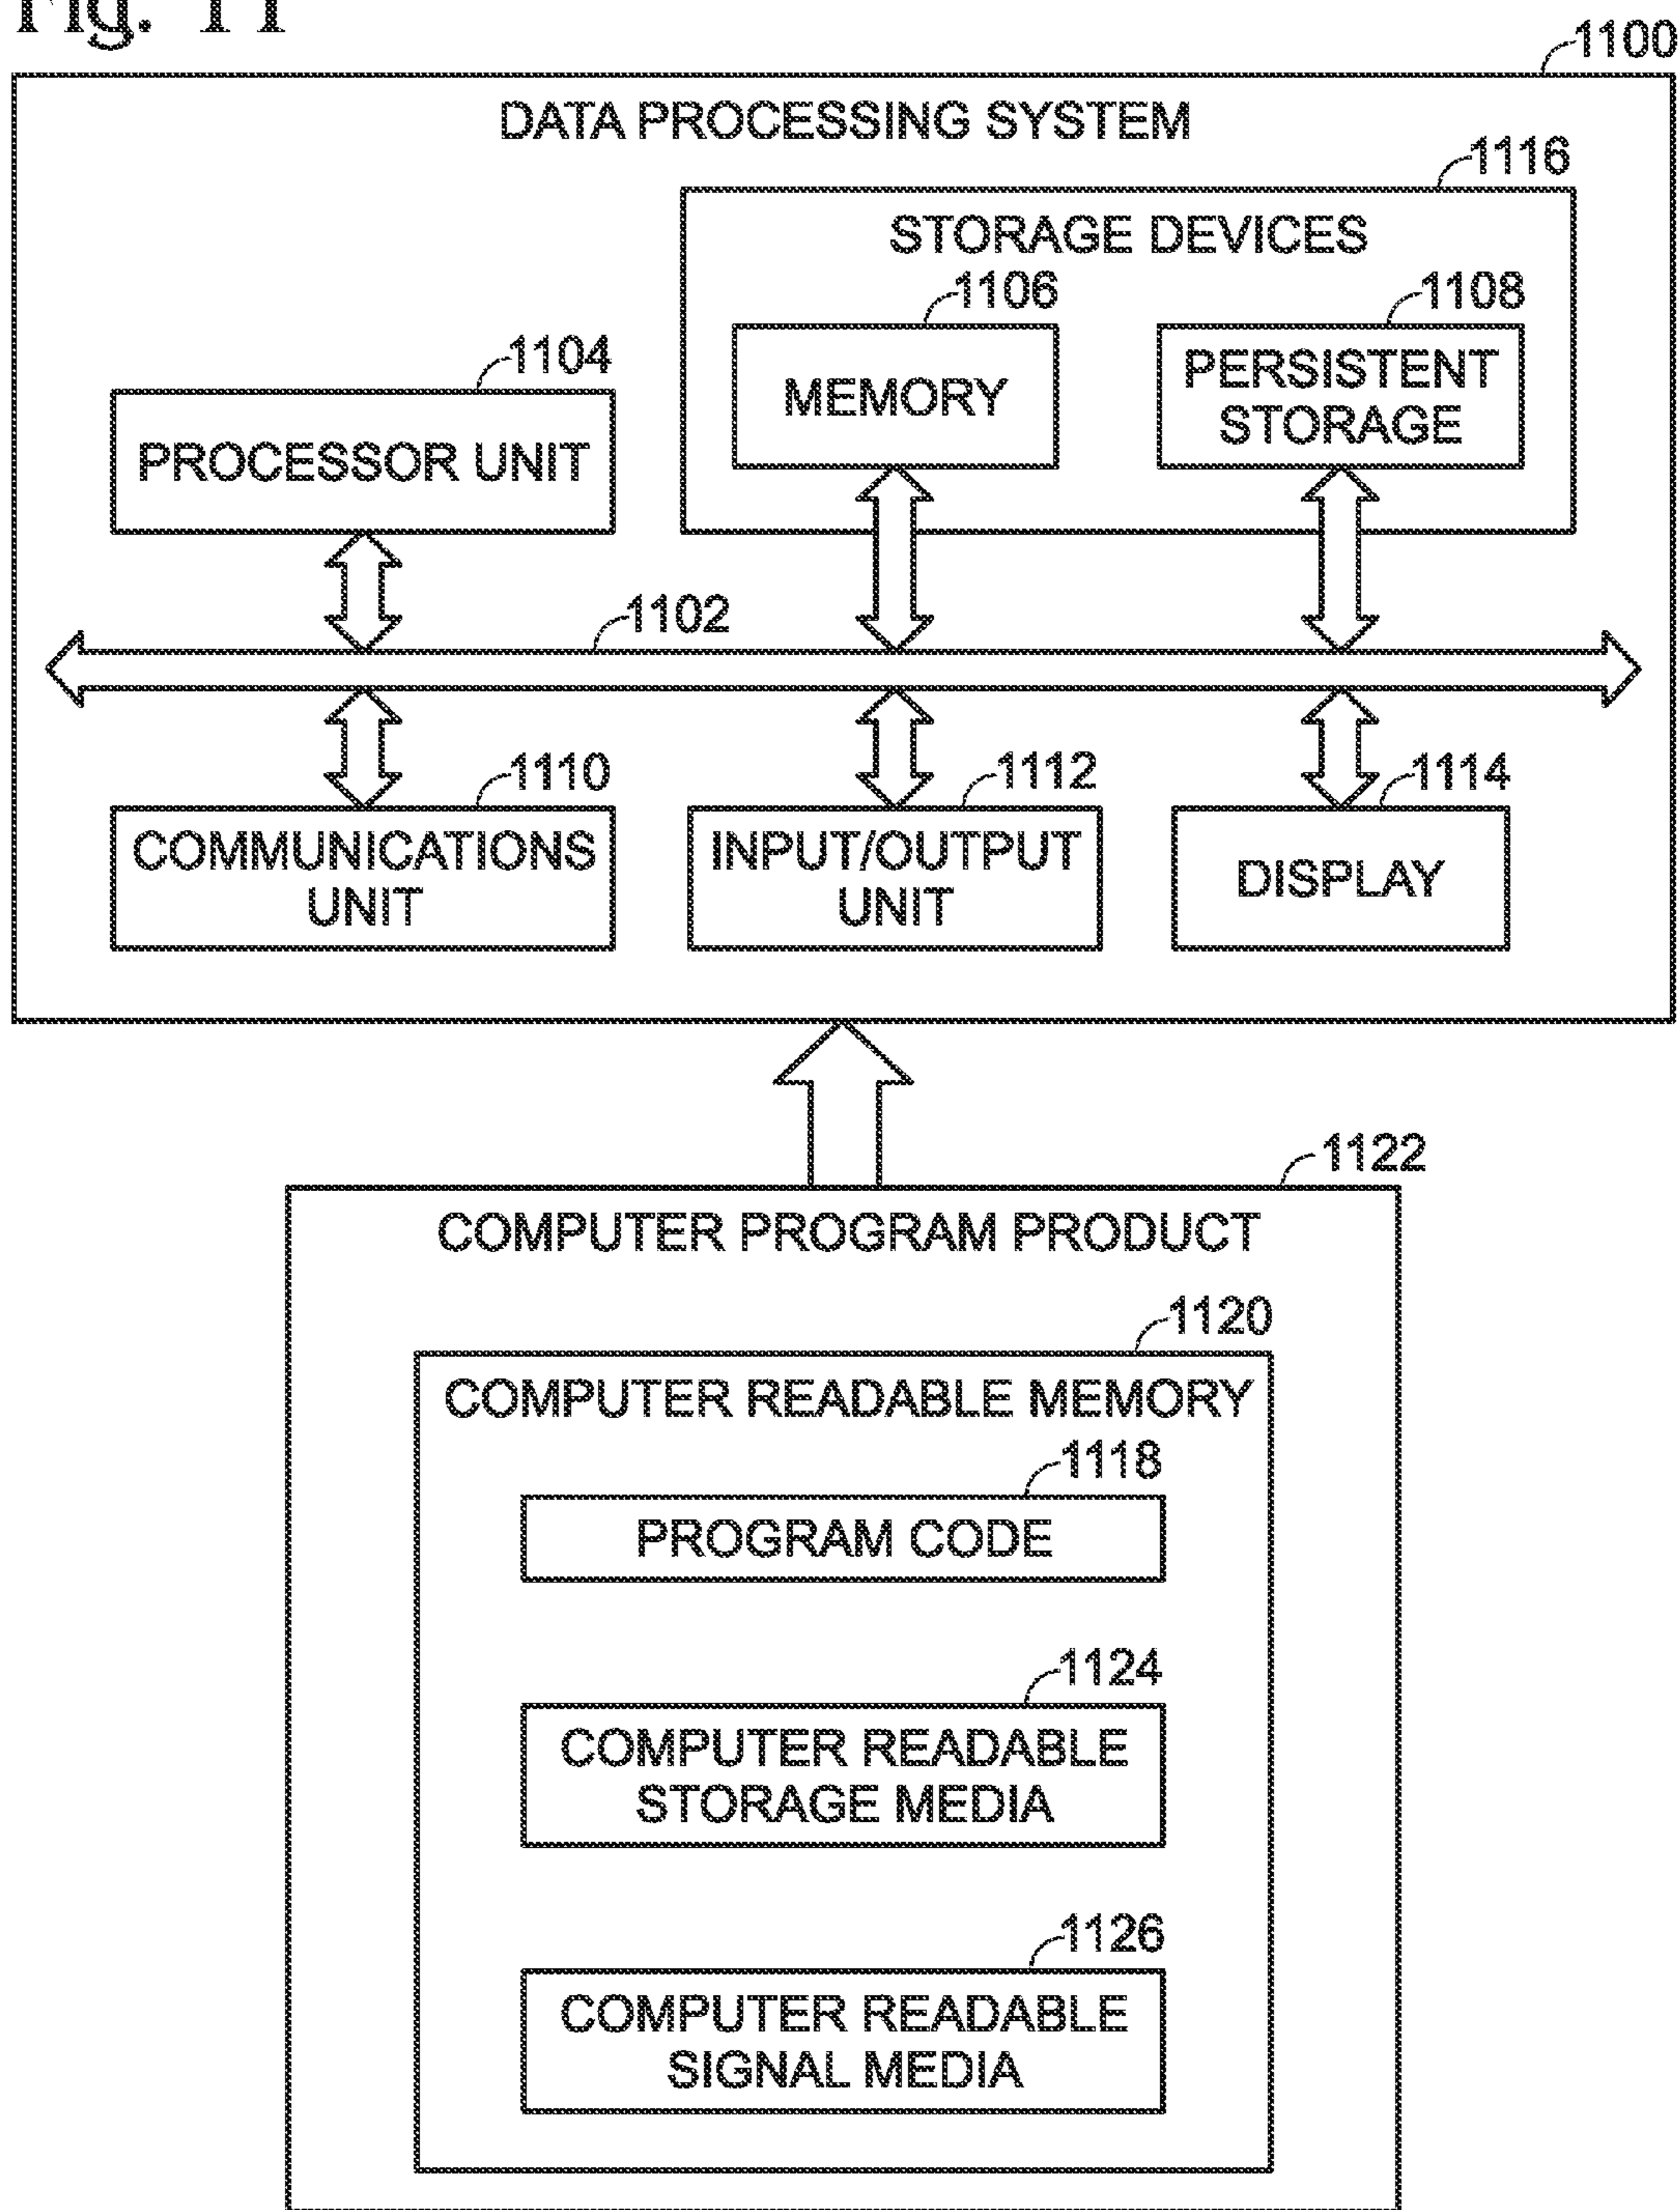 Fig. 11
1100
DATA PROCESSING SYSTEM
1116
STORAGE DEVICES
1106
1108
1104
MEMORY
PERSISTENT
STORAGE
PROCESSOR UNIT
1102
1110
1112
1114
COMMUNICATIONS
UNIT
INPUT/OUTPUT
UNIT
DISPLAY
1122
COMPUTER PROGRAM PRODUCT
1120
COMPUTER READABLE MEMORY
1118
PROGRAM CODE
1124
COMPUTER READABLE
STORAGE MEDIA
1126
COMPUTER READABLE
SIGNAL MEDIA